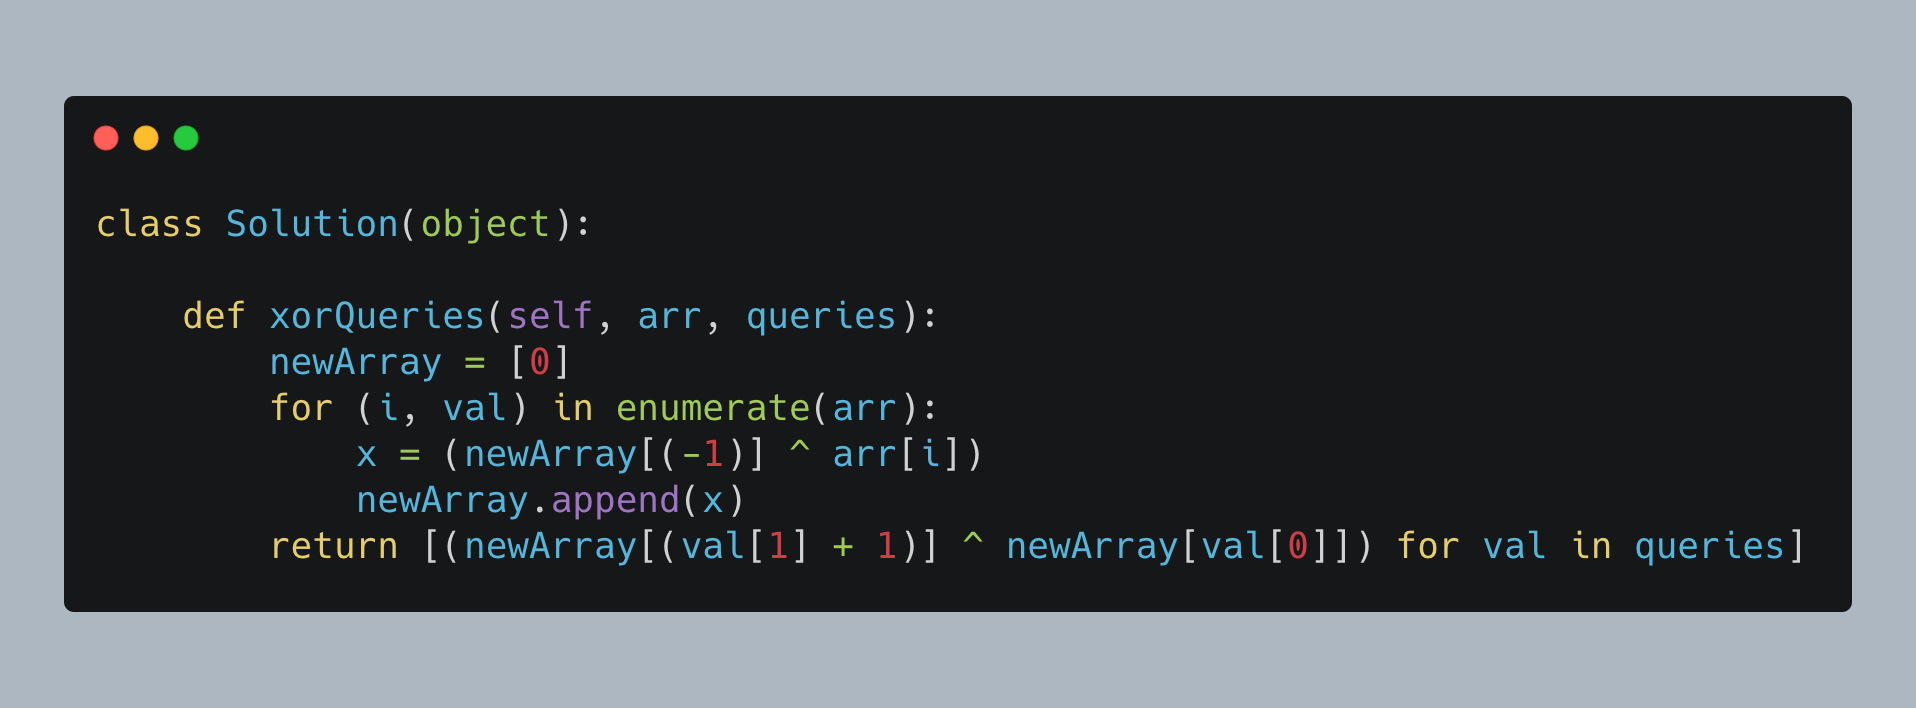 class Solution(object):

    def xorQueries(self, arr, queries):
        newArray = [0]
        for (i, val) in enumerate(arr):
            x = (newArray[(-1)] ^ arr[i])
            newArray.append(x)
        return [(newArray[(val[1] + 1)] ^ newArray[val[0]]) for val in queries]